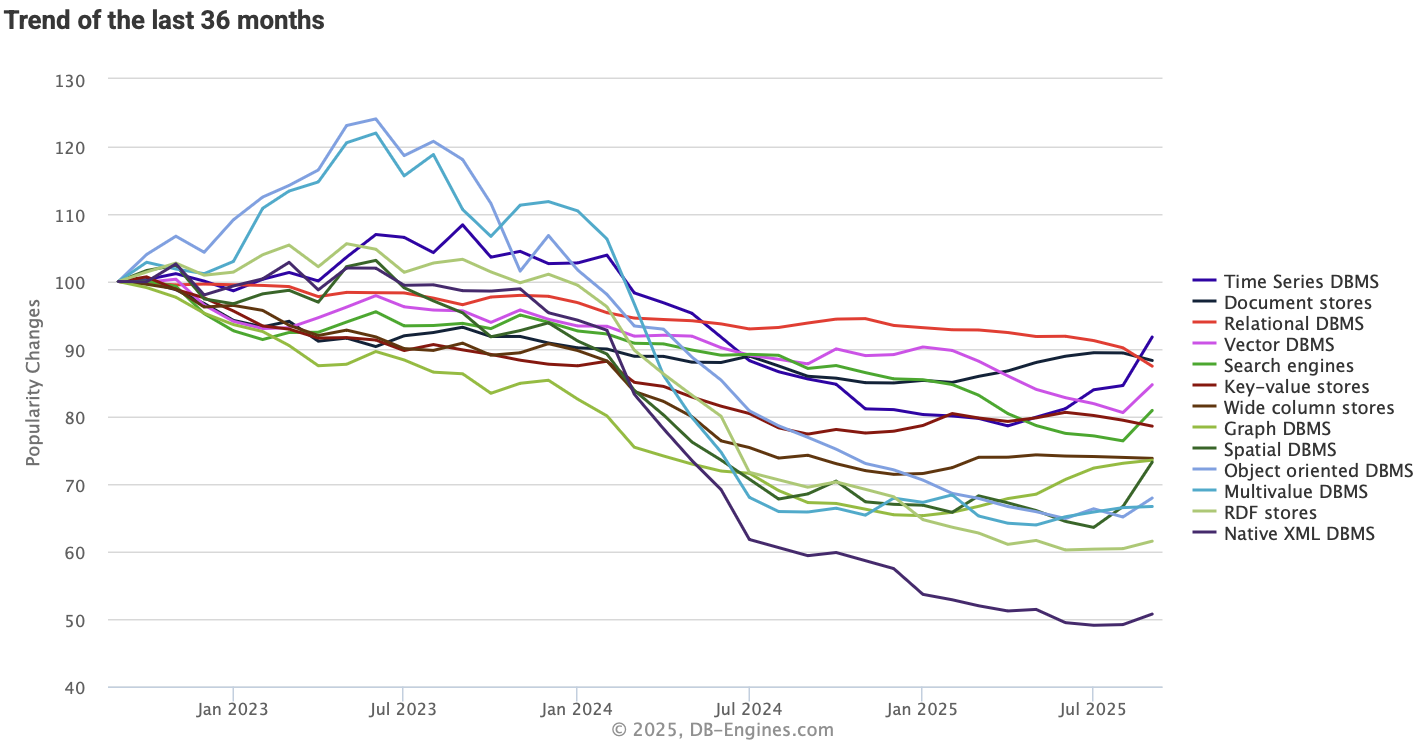 Trend of the last 36 months
130
120
110
100
90
80
70
60
50
40
Popularity Changes
Jan 2023
Jul 2023
Jan 2024
Jul 2024
Jan 2025
Jul 2025
© 2025, DB-Engines.com
Time Series DBMS
Document stores
Relational DBMS
Vector DBMS
Search engines
Key-value stores
Wide column stores
Graph DBMS
Spatial DBMS
Object oriented DBMS
Multivalue DBMS
RDF stores
Native XML DBMS